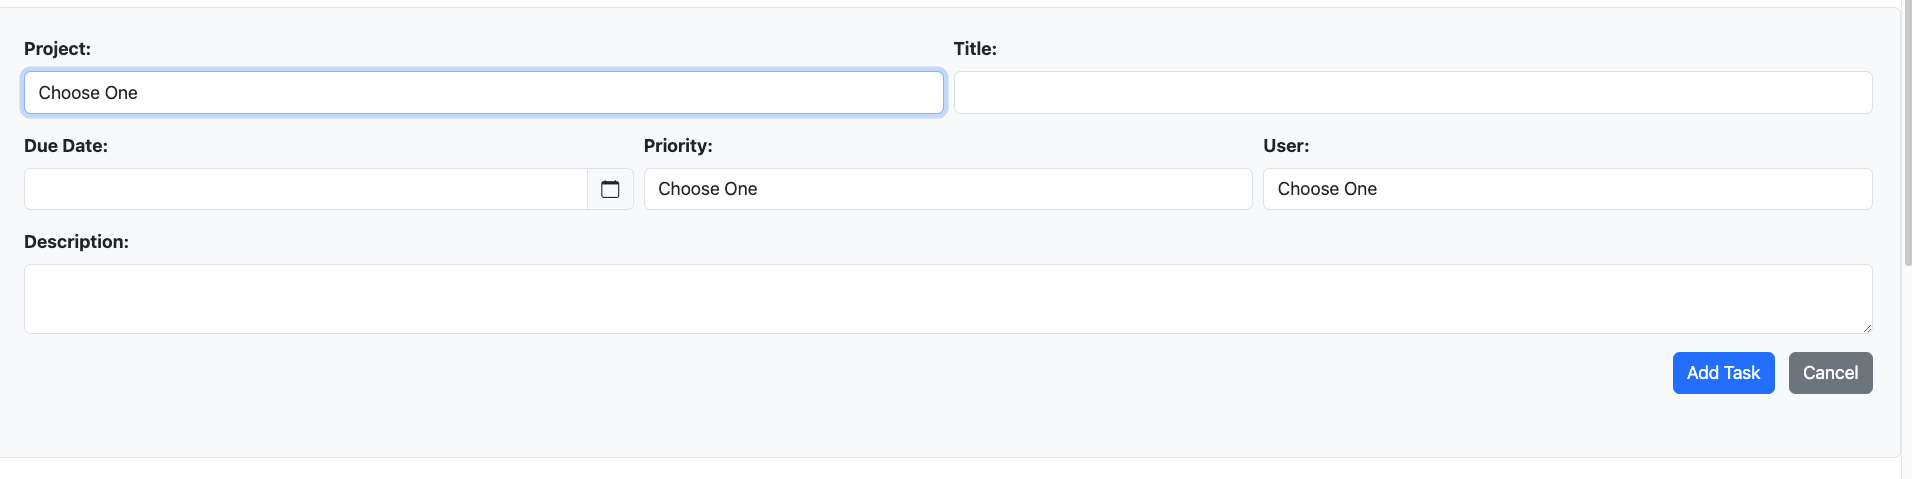 Project: Title:
Choose One
Due Date: Priority: User:
Choose One Choose One
Description:
Add Task Cancel